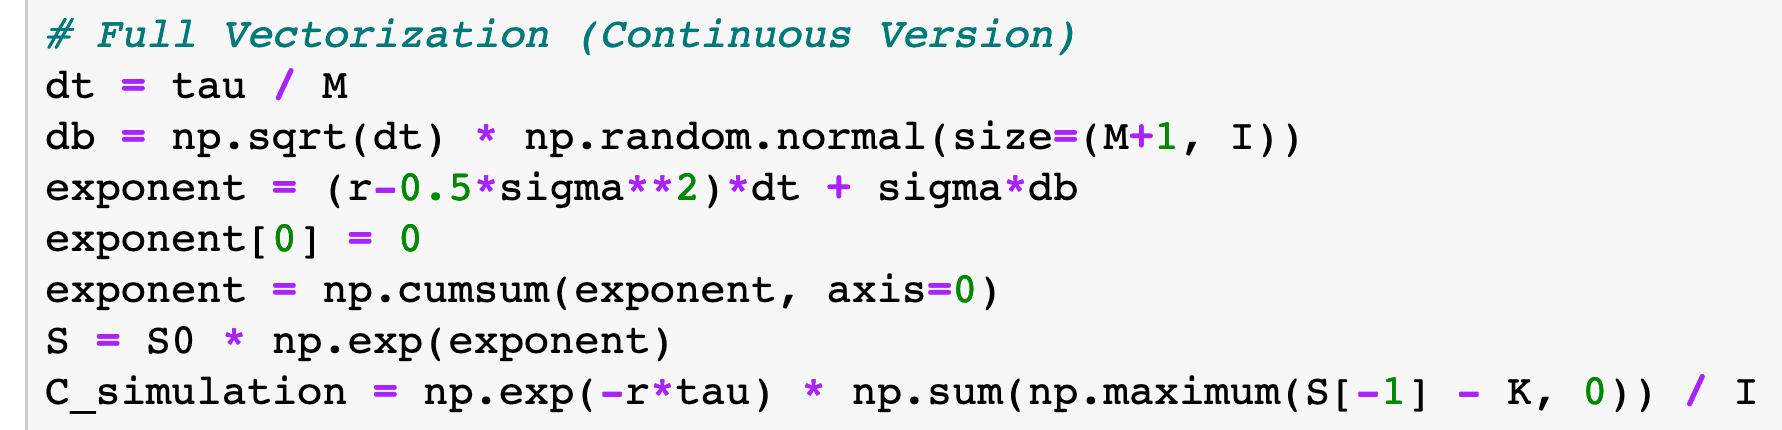 # Full Vectorization (Continuous Version)
dt = tau / M
db = np.sqrt(dt) * np.random.normal(size=(M+1, I))
exponent = (r-0.5*sigma**2)*dt + sigma*db
exponent[0] = 0
exponent = np.cumsum(exponent, axis=0)
S = S0 * np.exp(exponent)
C_simulation = np.exp(-r*tau) * np.sum(np.maximum(S[-1] - K, 0)) / I